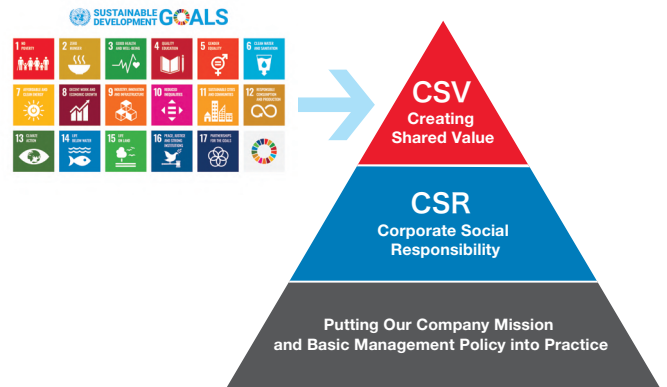 SUSTAINABLE
DEVELOPMENT
GOALS
1 NO
POVERTY
2 ZERO
HUNGER
3 GOOD HEALTH
AND WELL-BEING
4 QUALITY
EDUCATION
5 GENDER
EQUALITY
6 CLEAN WATER
AND SANITATION
7 AFFORDABLE AND
CLEAN ENERGY
8 DECENT WORK AND
ECONOMIC GROWTH
9 INDUSTRY, INNOVATION
AND INFRASTRUCTURE
10 REDUCED
INEQUALITIES
11 SUSTAINABLE CITIES
AND COMMUNITIES
12 RESPONSIBLE
CONSUMPTION
AND PRODUCTION
13 CLIMATE
ACTION
14 LIFE
BELOW WATER
15 LIFE
ON LAND
16 PEACE, JUSTICE
AND STRONG
INSTITUTIONS
17 PARTNERSHIPS
FOR THE GOALS
CSV
Creating
Shared Value
CSR
Corporate Social
Responsibility
Putting Our Company Mission
and Basic Management Policy into Practice